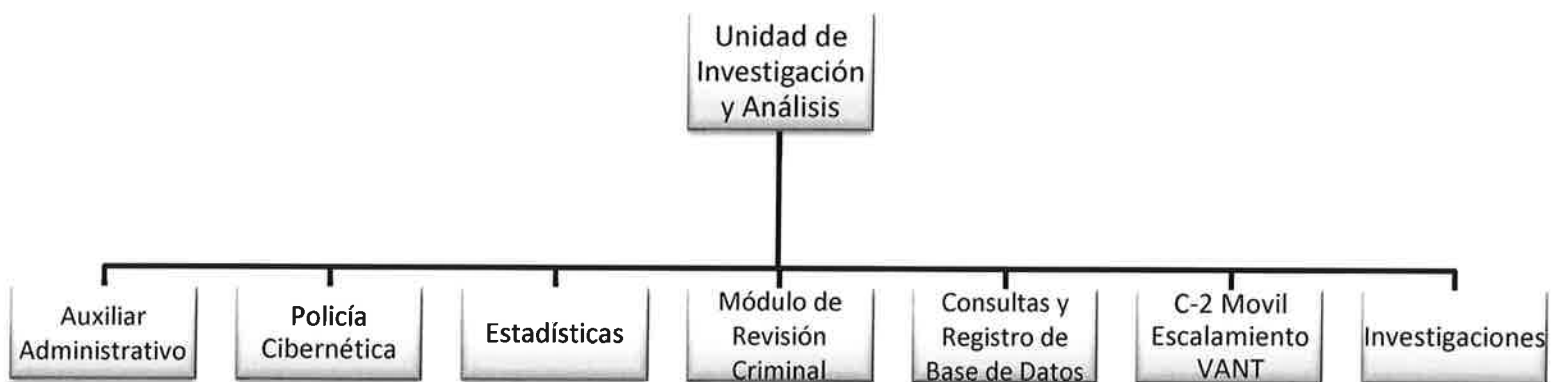 Unidad de
Investigación
y Análisis
Auxiliar
Administrativo
Policía
Cibernética
Estadísticas
Módulo de
Revisión
Criminal
Consultas y
Registro de
Base de Datos
C-2 Movil
Escalamiento
VANT
Investigaciones